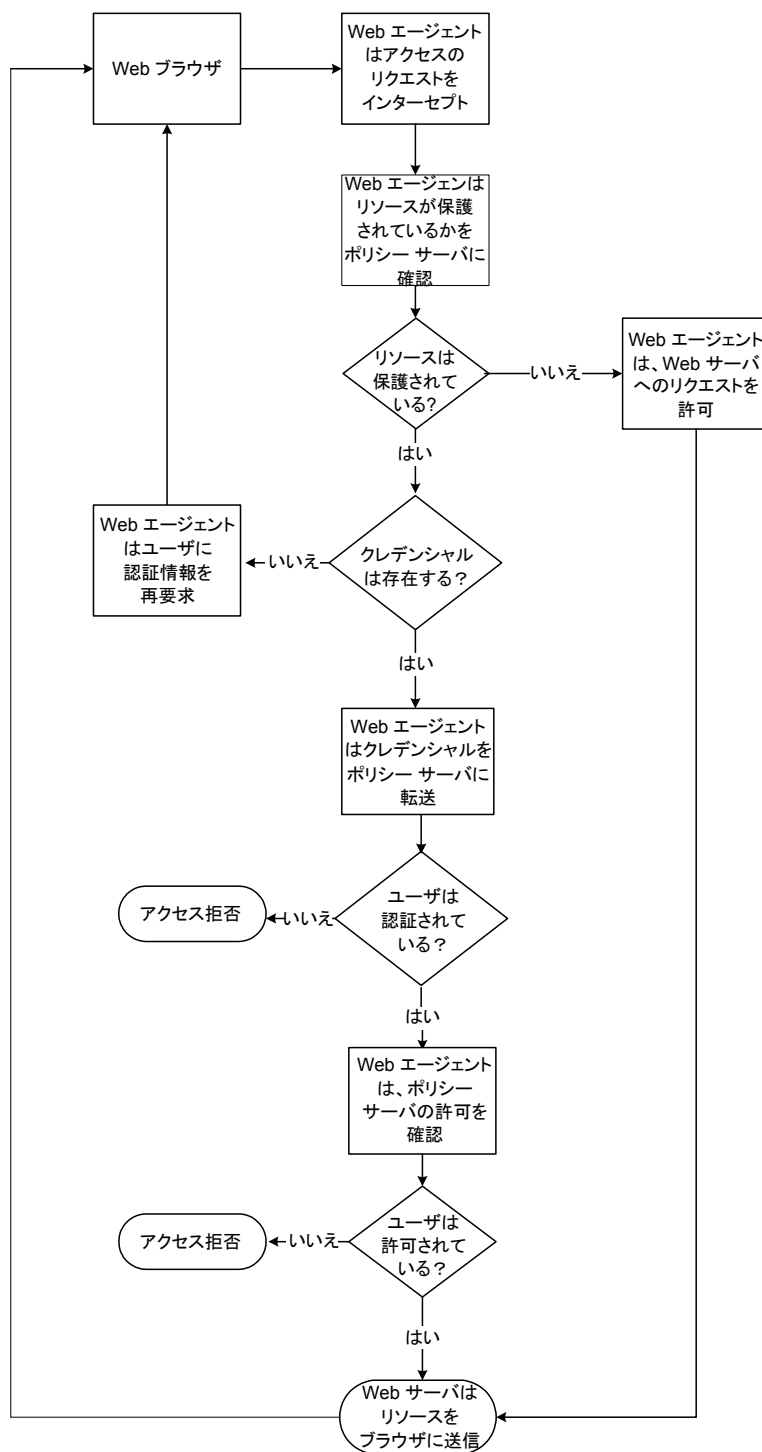 Web ブラウザ
Web エージェント
はアクセスの
リクエストを
インターセプト
Web エージェンは
リソースが保護
されているかを
ポリシー サーバに
確認
リソースは
保護されて
いる?
いいえ
Web エージェント
は、Web サーバ
へのリクエストを
許可
はい
クレデンシャル
は存在する?
いいえ
Web エージェント
はユーザに
認証情報を
再要求
はい
Web エージェント
はクレデンシャルを
ポリシー サーバに
転送
ユーザは
認証されて
いる?
いいえ
アクセス拒否
はい
Web エージェント
は、ポリシー
サーバの許可を
確認
ユーザは
許可されて
いる?
いいえ
アクセス拒否
はい
Web サーバは
リソースを
ブラウザに送信